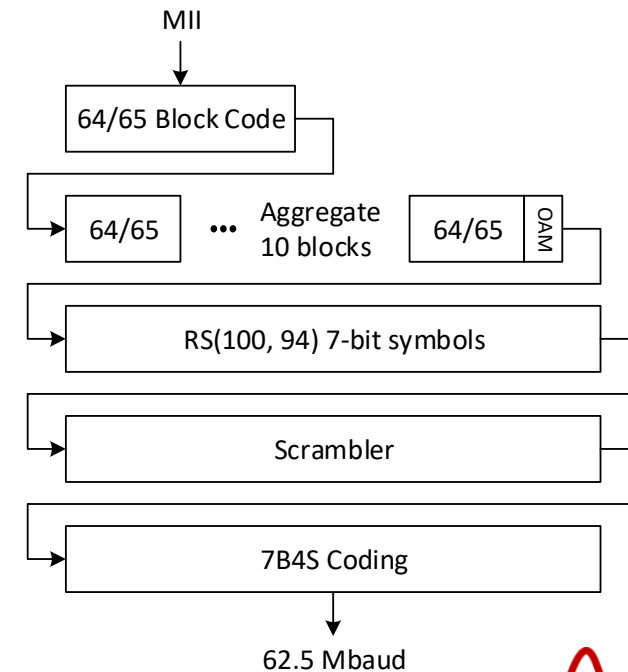 MII
64/65 Block Code
64/65
••• Aggregate
10 blocks
64/65
OAM
RS(100, 94) 7-bit symbols
Scrambler
7B4S Coding
62.5 Mbaud